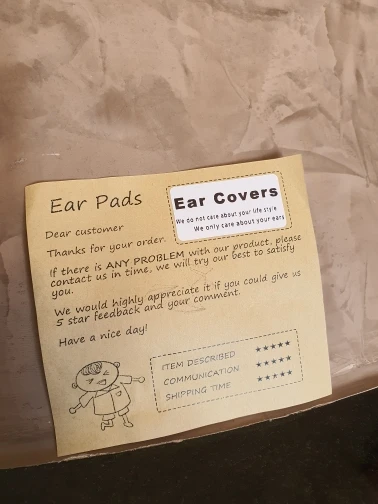 Ear Pads
Ear Covers
We do not care about your life style
We only care about your ears
Dear customer
Thanks for your order.
If there is ANY PROBLEM with our product, please
contact us in time, we will try our best to satisfy
you.
We would highly appreciate it if you could give us
5 star feedback and your comment.
Have a nice day!
ITEM DESCRIBED ★★★★★
COMMUNICATION ★★★★★
SHIPPING TIME ★★★★★